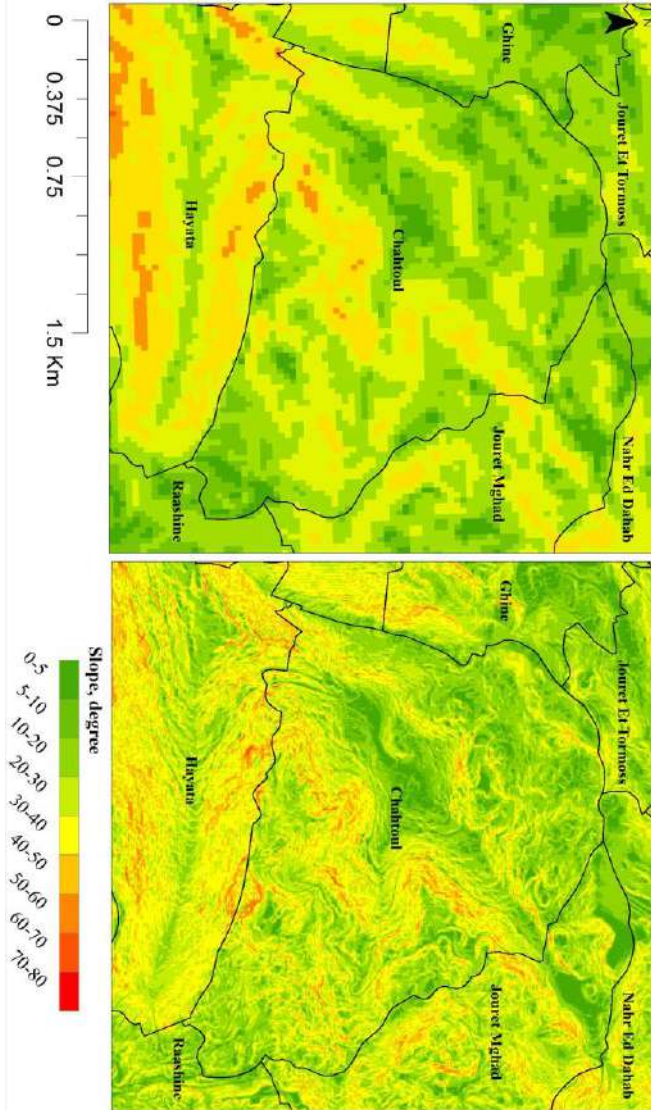 N
Jouret Et Tormoss
Nahr Ed Dahab
Ghine
Jouret Mghad
Chahtoul
Hayata
Raashine
0 0.375 0.75 1.5 Km
Jouret Et Tormoss
Nahr Ed Dahab
Ghine
Jouret Mghad
Chahtoul
Hayata
Raashine
Slope, degree
0-5 5-10 10-20 20-30 30-40 40-50 50-60 60-70 70-80